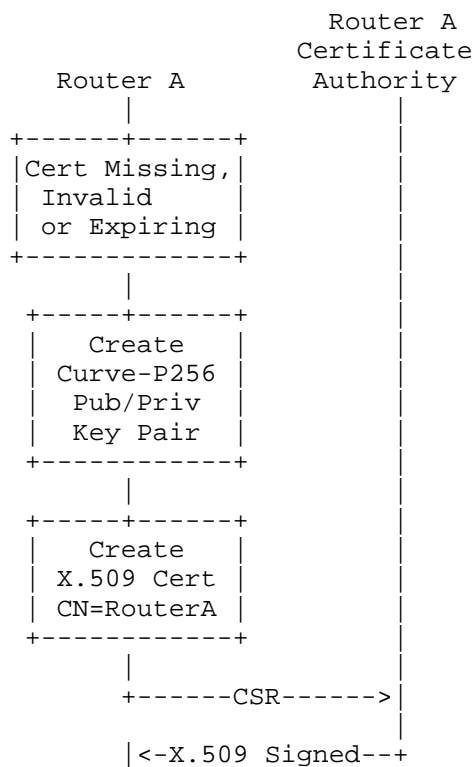 Router A
Certificate
Router A Authority
Cert Missing,
Invalid
or Expiring
Create
Curve-P256
Pub/Priv
Key Pair
Create
X.509 Cert
CN=RouterA
CSR
X.509 Signed